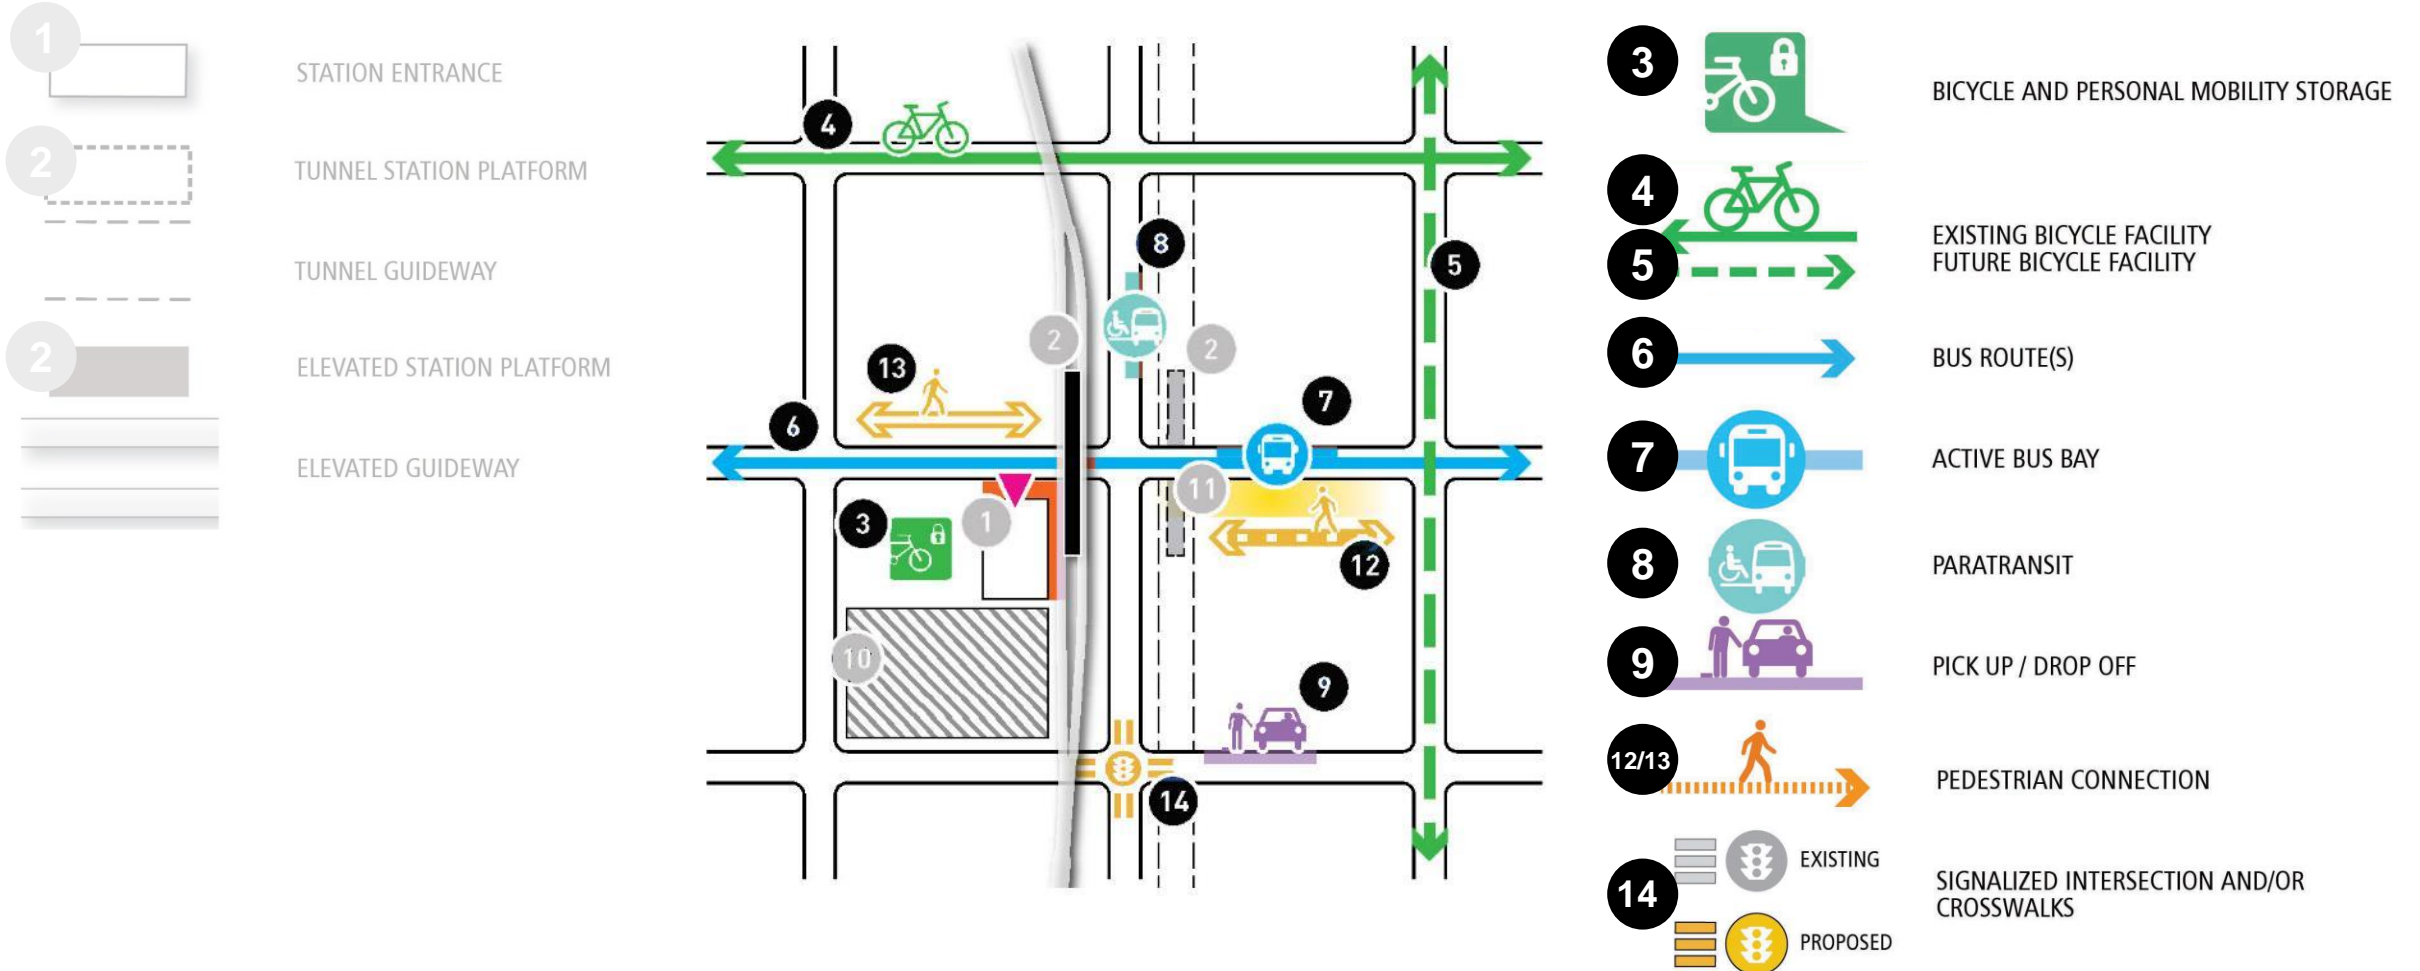 1
STATION ENTRANCE
2
TUNNEL STATION PLATFORM
TUNNEL GUIDEWAY
2
ELEVATED STATION PLATFORM
ELEVATED GUIDEWAY
4
8
5
2
2
13
7
6
11
3
1
12
10
9
14
3
BICYCLE AND PERSONAL MOBILITY STORAGE
4
EXISTING BICYCLE FACILITY
5
FUTURE BICYCLE FACILITY
6
BUS ROUTE(S)
7
ACTIVE BUS BAY
8
PARATRANSIT
9
PICK UP / DROP OFF
12/13
PEDESTRIAN CONNECTION
14
EXISTING
SIGNALIZED INTERSECTION AND/OR
CROSSWALKS
PROPOSED